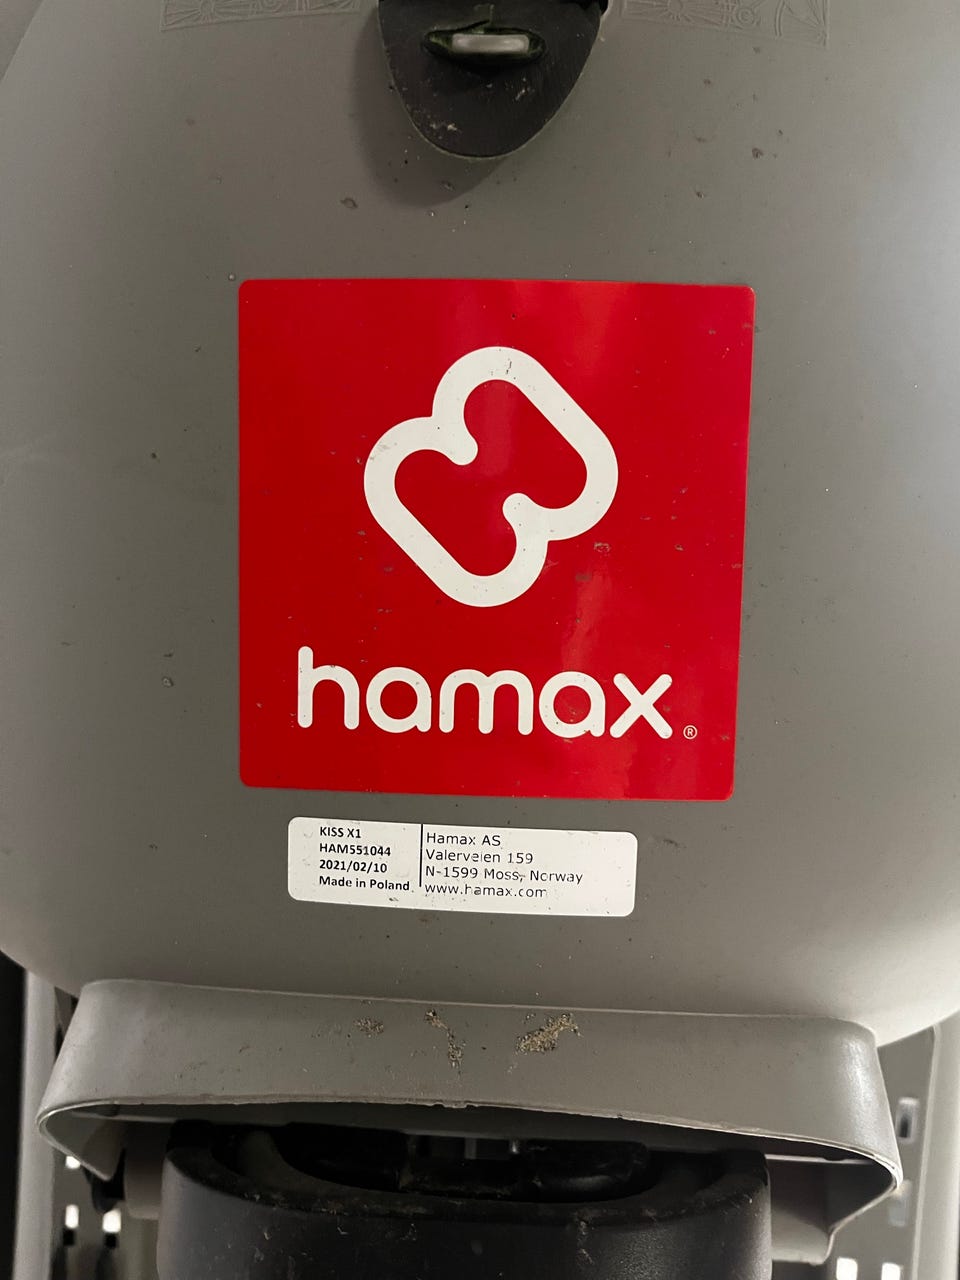 hamax®
KISS X1
HAM551044
2021/02/10
Made in Poland
Hamax AS
Valerveien 159
N-1599 Moss, Norway
www.hamax.com